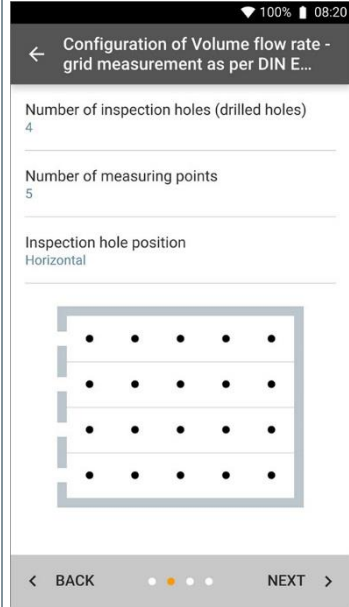 100% 08:20
Configuration of Volume flow rate -
grid measurement as per DIN E...
Number of inspection holes (drilled holes)
4
Number of measuring points
5
Inspection hole position
Horizontal
BACK NEXT